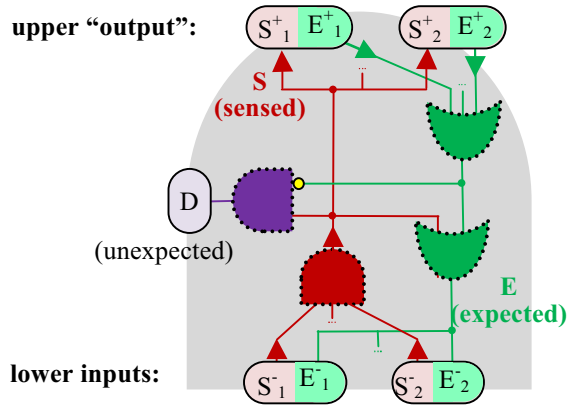 upper “output”:
S⁺₁ E⁺₁ S⁺₂ E⁺₂
...
S
(sensed)
...
D
(unexpected)
E
(expected)
...
...
lower inputs:
S⁻₁ E⁻₁ S⁻₂ E⁻₂